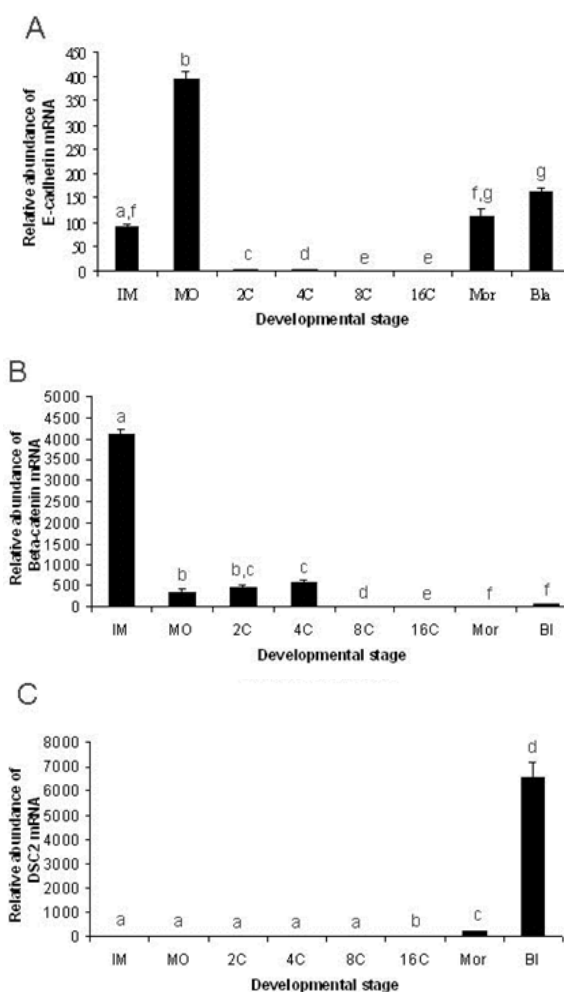 A
Relative abundance of
E-cadherin mRNA
450
400
350
300
250
200
150
100
50
0
a,f
b
c
d
e
e
f,g
g
IM MO 2C 4C 8C 16C Mor Bla
Developmental stage
B
Relative abundance of
Beta-catenin mRNA
5000
4500
4000
3500
3000
2500
2000
1500
1000
500
0
a
b
b,c
c
d
e
f
f
IM MO 2C 4C 8C 16C Mor Bl
Developmental stage
C
Relative abundance of
DSC2 mRNA
8000
7000
6000
5000
4000
3000
2000
1000
0
a
a
a
a
a
b
c
d
IM MO 2C 4C 8C 16C Mor Bl
Developmental stage